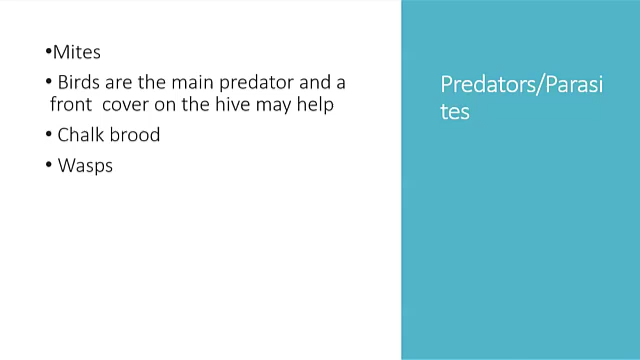 •Mites
• Birds are the main predator and a
front cover on the hive may help
• Chalk brood
• Wasps
Predators/Parasi
tes